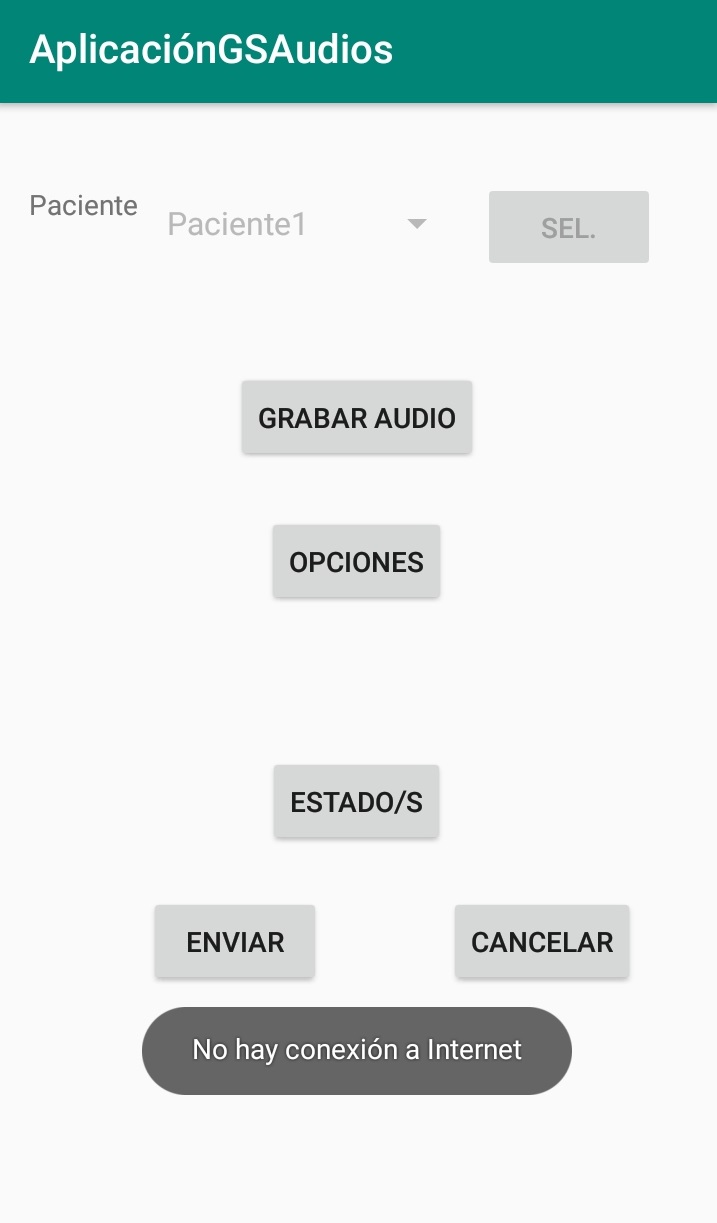 AplicaciónGSAudios
Paciente
Paciente1
SEL.
GRABAR AUDIO
OPCIONES
ESTADO/S
ENVIAR
CANCELAR
No hay conexión a Internet